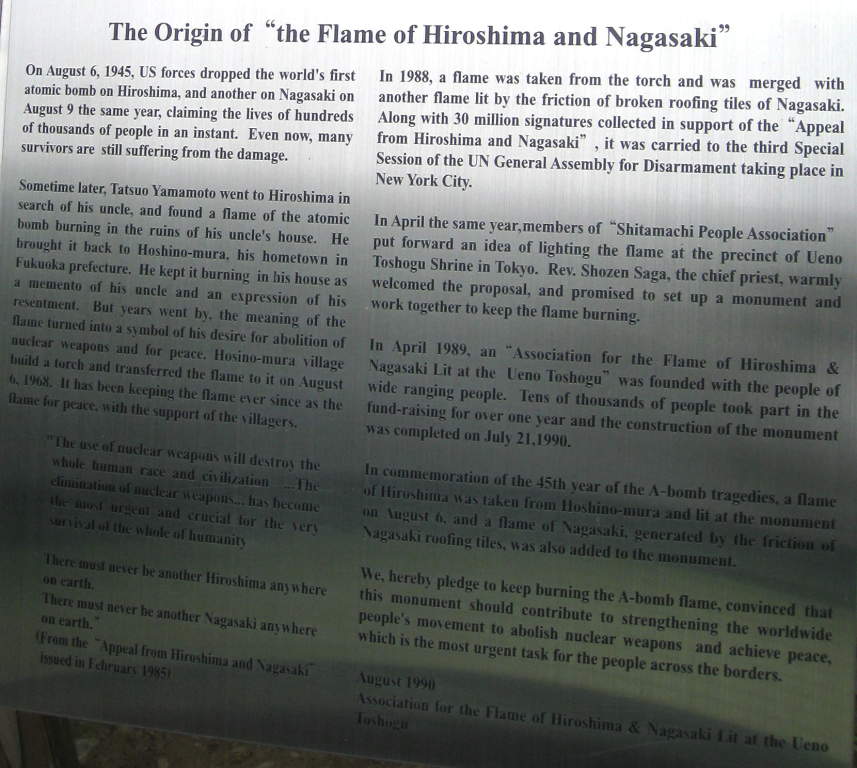 The Origin of “the Flame of Hiroshima and Nagasaki”
On August 6, 1945, US forces dropped the world's first
atomic bomb on Hiroshima, and another on Nagasaki on
August 9 the same year, claiming the lives of hundreds
of thousands of people in an instant. Even now, many
survivors are still suffering from the damage.
Sometime later, Tatsuo Yamamoto went to Hiroshima in
search of his uncle, and found a flame of the atomic
bomb burning in the ruins of his uncle's house. He
brought it back to Hoshino-mura, his hometown in
Fukuoka prefecture. He kept it burning in his house as
a memento of his uncle and an expression of his
resentment. But years went by, the meaning of the
flame turned into a symbol of his desire for abolition of
nuclear weapons and for peace. Hosino-mura village
build a torch and transferred the flame to it on August
6, 1968. It has been keeping the flame ever since as the
flame for peace, with the support of the villagers.
"The use of nuclear weapons will destroy the
whole human race and civilization ...The
elimination of nuclear weapons... has become
the most urgent and crucial for the very
survival of the whole of humanity
There must never be another Hiroshima anywhere
on earth.
There must never be another Nagasaki anywhere
on earth."
(From the “Appeal from Hiroshima and Nagasaki”
issued in February 1985)
In 1988, a flame was taken from the torch and was merged with
another flame lit by the friction of broken roofing tiles of Nagasaki.
Along with 30 million signatures collected in support of the “Appeal
from Hiroshima and Nagasaki”, it was carried to the third Special
Session of the UN General Assembly for Disarmament taking place in
New York City.
In April the same year,members of “Shitamachi People Association”
put forward an idea of lighting the flame at the precinct of Ueno
Toshogu Shrine in Tokyo. Rev. Shozen Saga, the chief priest, warmly
welcomed the proposal, and promised to set up a monument and
work together to keep the flame burning.
In April 1989, an “Association for the Flame of Hiroshima &
Nagasaki Lit at the Ueno Toshogu” was founded with the people of
wide ranging people. Tens of thousands of people took part in the
fund-raising for over one year and the construction of the monument
was completed on July 21,1990.
In commemoration of the 45th year of the A-bomb tragedies, a flame
of Hiroshima was taken from Hoshino-mura and lit at the monument
on August 6, and a flame of Nagasaki, generated by the friction of
Nagasaki roofing tiles, was also added to the monument.
We, hereby pledge to keep burning the A-bomb flame, convinced that
this monument should contribute to strengthening the worldwide
people's movement to abolish nuclear weapons and achieve peace,
which is the most urgent task for the people across the borders.
August 1990
Association for the Flame of Hiroshima & Nagasaki Lit at the Ueno
Toshogu